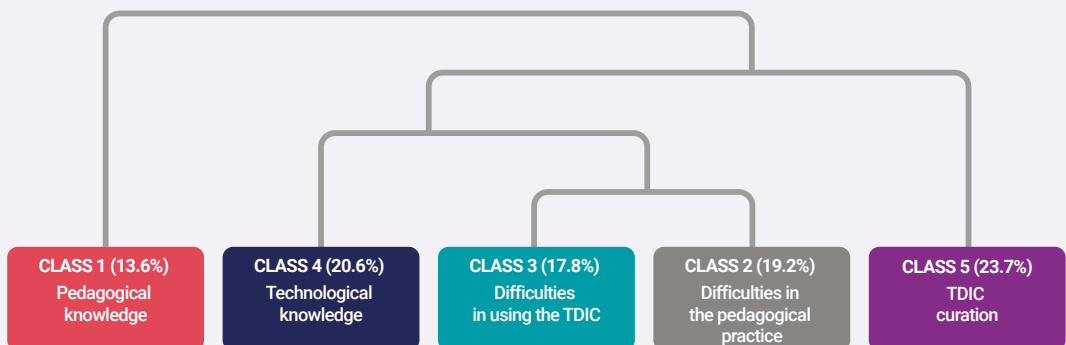 CLASS 1 (13.6%)
Pedagogical
knowledge
CLASS 4 (20.6%)
Technological
knowledge
CLASS 3 (17.8%)
Difficulties
in using the TDIC
CLASS 2 (19.2%)
Difficulties in
the pedagogical
practice
CLASS 5 (23.7%)
TDIC
curation